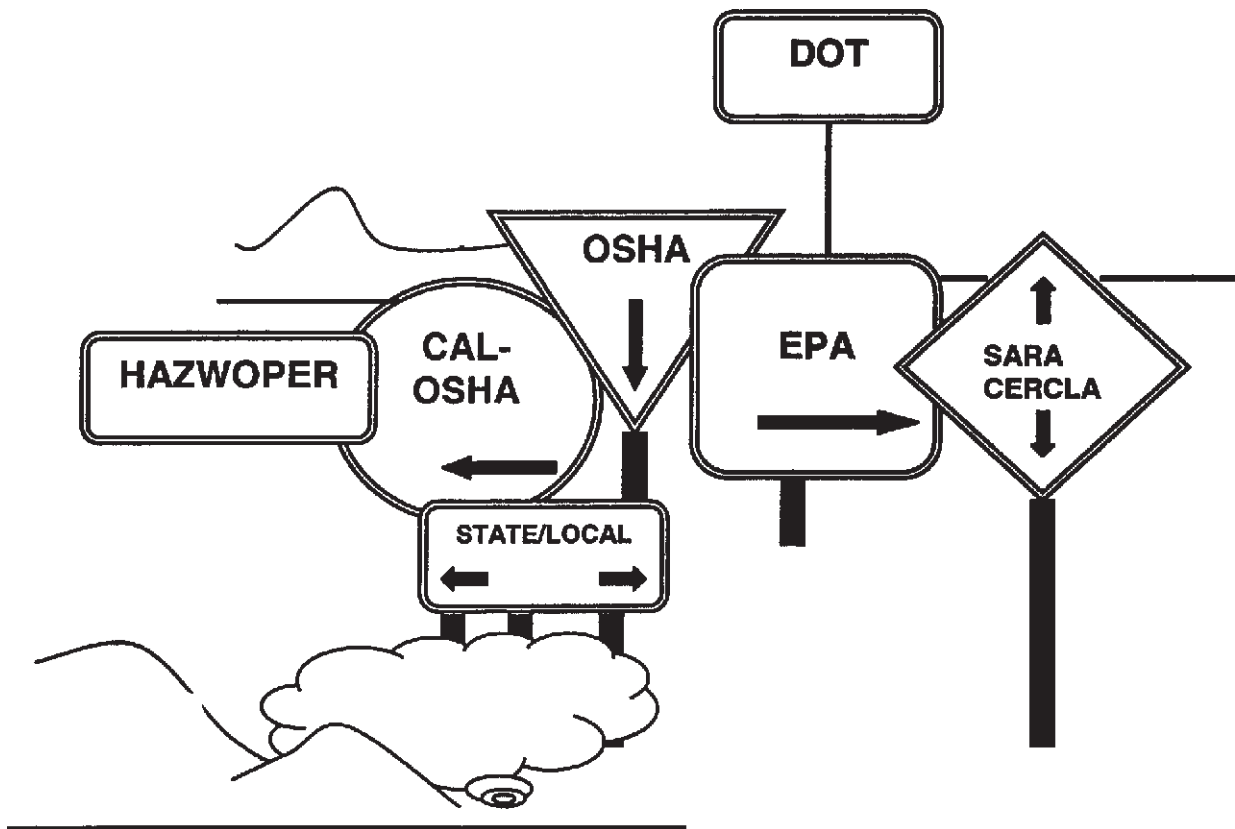 DOT
OSHA
EPA
CAL-
OSHA
HAZWOPER
SARA
CERCLA
STATE/LOCAL